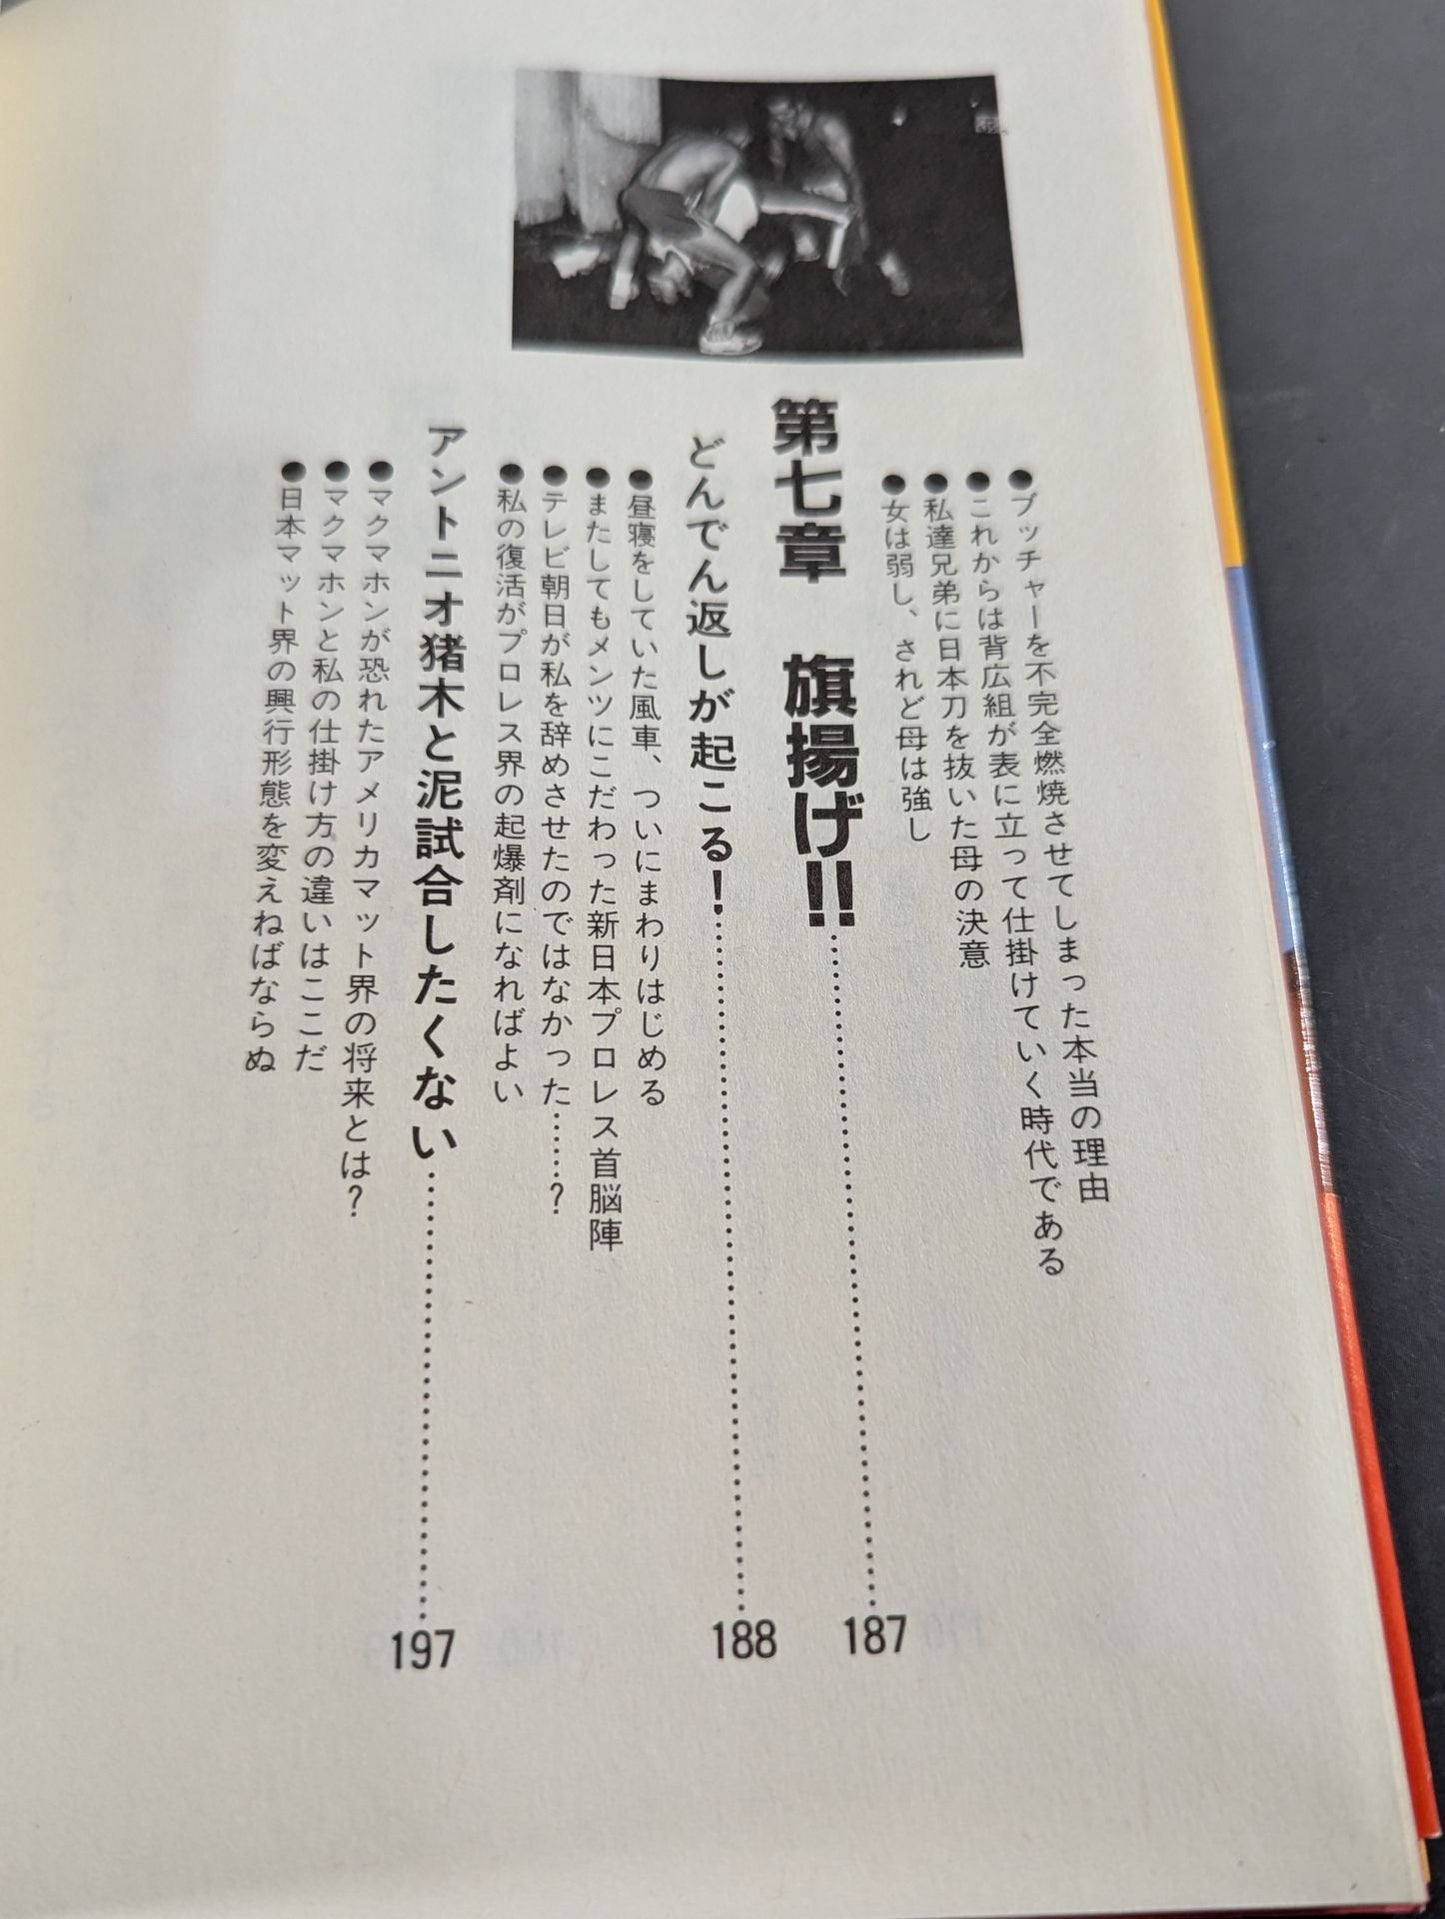 ●ブッチャーを不完全燃焼させてしまった本当の理由
●これからは背広組が表に立って仕掛けていく時代である
●私達兄弟に日本刀を抜いた母の決意
●女は弱し、されど母は強し
第七章 旗揚げ!!……187
どんでん返しが起こる!……188
●昼寝をしていた風車、ついにまわりはじめる
●またしてもメンツにこだわった新日本プロレス首脳陣
●テレビ朝日が私を辞めさせたのではなかった……?
●私の復活がプロレス界の起爆剤になればよい
アントニオ猪木と泥試合したくない……197
●マクマホンが恐れたアメリカマット界の将来とは?
●マクマホンと私の仕掛け方の違いはここだ
●日本マット界の興行形態を変えねばならぬ